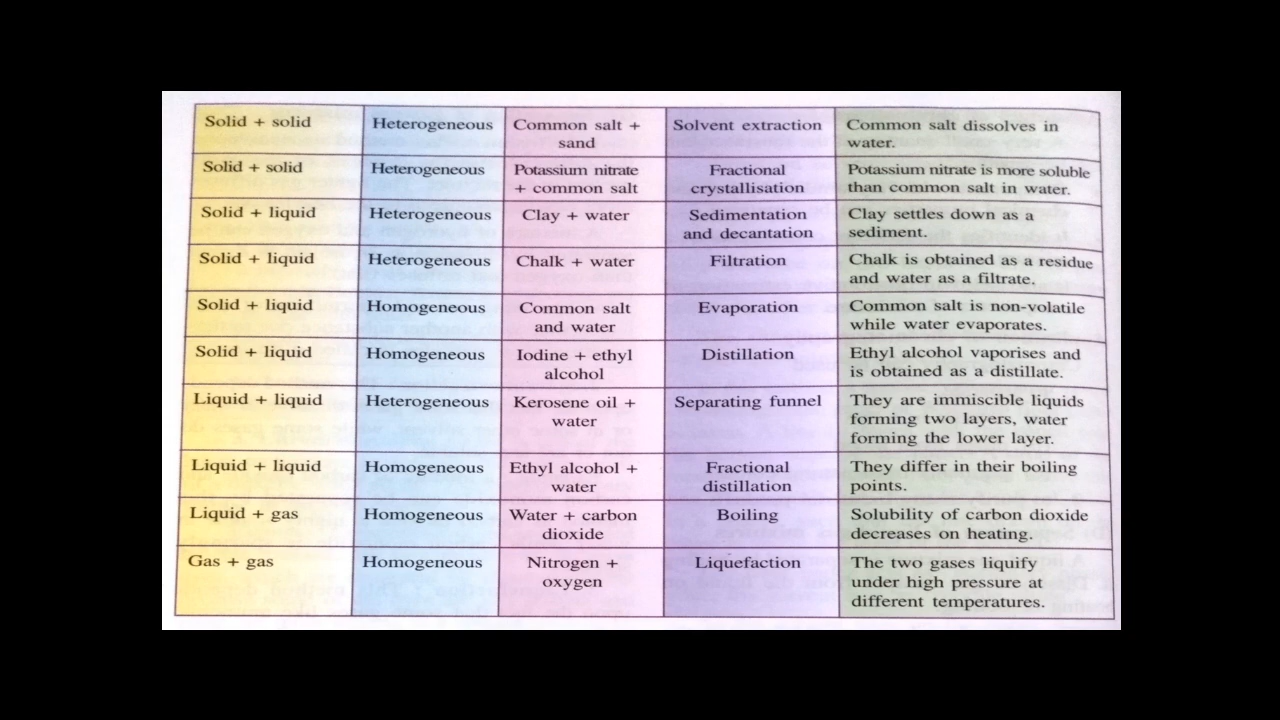 Solid + solid
Heterogeneous
Common salt +
sand
Solvent extraction
Common salt dissolves in
water.
Solid + solid
Heterogeneous
Potassium nitrate
+ common salt
Fractional
crystallisation
Potassium nitrate is more soluble
than common salt in water.
Solid + liquid
Heterogeneous
Clay + water
Sedimentation
and decantation
Clay settles down as a
sediment.
Solid + liquid
Heterogeneous
Chalk + water
Filtration
Chalk is obtained as a residue
and water as a filtrate.
Solid + liquid
Homogeneous
Common salt
and water
Evaporation
Common salt is non-volatile
while water evaporates.
Solid + liquid
Homogeneous
Iodine + ethyl
alcohol
Distillation
Ethyl alcohol vaporises and
is obtained as a distillate.
Liquid + liquid
Heterogeneous
Kerosene oil +
water
Separating funnel
They are immiscible liquids
forming two layers, water
forming the lower layer.
Liquid + liquid
Homogeneous
Ethyl alcohol +
water
Fractional
distillation
They differ in their boiling
points.
Liquid + gas
Homogeneous
Water + carbon
dioxide
Boiling
Solubility of carbon dioxide
decreases on heating.
Gas + gas
Homogeneous
Nitrogen +
oxygen
Liquefaction
The two gases liquify
under high pressure at
different temperatures.